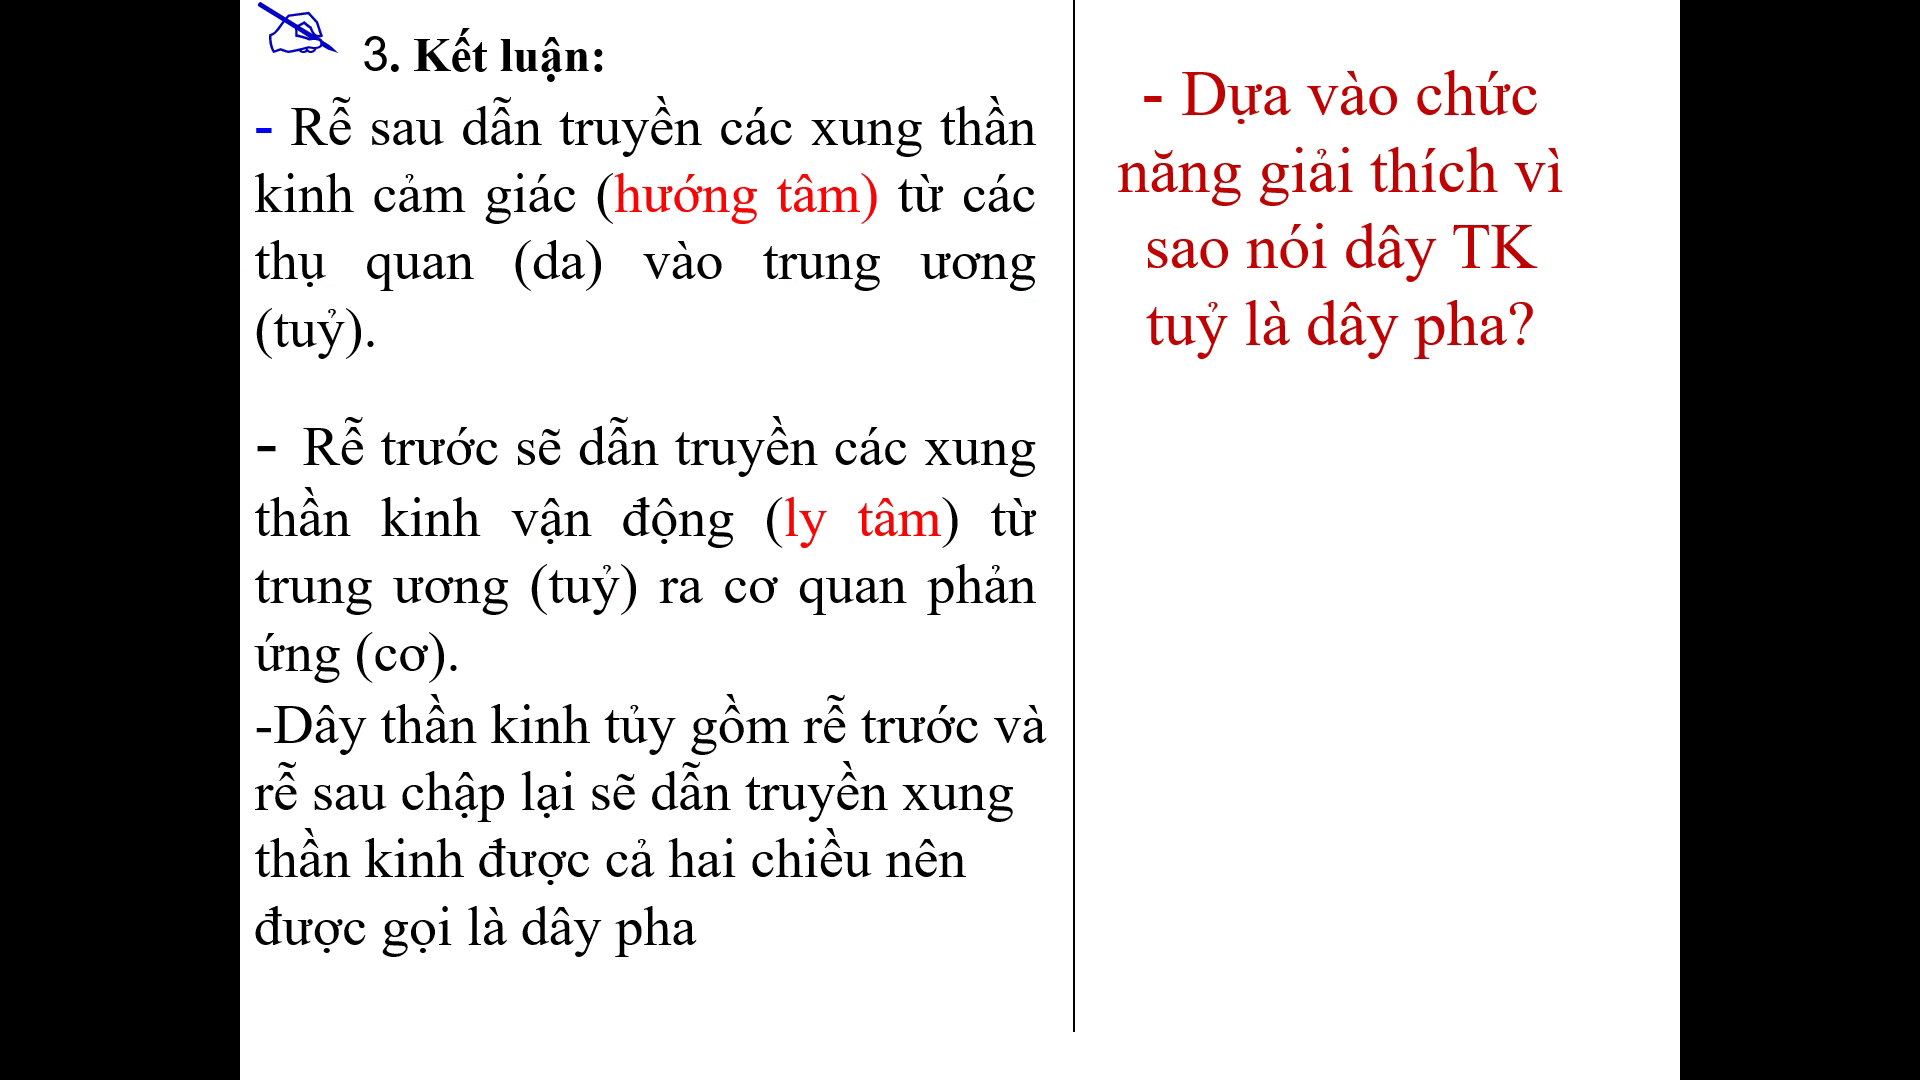 3. Kết luận:
- Rễ sau dẫn truyền các xung thần
kinh cảm giác (hướng tâm) từ các
thụ quan (da) vào trung ương
(tuỷ).
- Rễ trước sẽ dẫn truyền các xung
thần kinh vận động (ly tâm) từ
trung ương (tuỷ) ra cơ quan phản
ứng (cơ).
-Dây thần kinh tủy gồm rễ trước và
rễ sau chập lại sẽ dẫn truyền xung
thần kinh được cả hai chiều nên
được gọi là dây pha
- Dựa vào chức
năng giải thích vì
sao nói dây TK
tuỷ là dây pha?